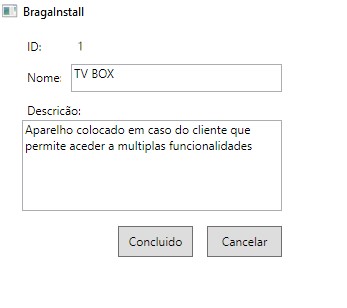 BragaInstall
ID: 1
Nome: TV BOX
Descricão:
Aparelho colocado em caso do cliente que
permite aceder a multiplas funcionalidades
Concluido Cancelar